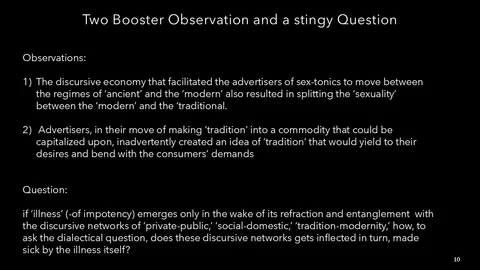 Two Booster Observation and a stingy Question
Observations:
1) The discursive economy that facilitated the advertisers of sex-tonics to move between
the regimes of ‘ancient’ and the ‘modern’ also resulted in splitting the ‘sexuality’
between the ‘modern’ and the ‘traditional.
2) Advertisers, in their move of making ‘tradition’ into a commodity that could be
capitalized upon, inadvertently created an idea of ‘tradition’ that would yield to their
desires and bend with the consumers’ demands
Question:
if ‘illness’ (-of impotency) emerges only in the wake of its refraction and entanglement with
the discursive networks of ‘private-public,’ ‘social-domestic,’ ‘tradition-modernity,’ how, to
ask the dialectical question, does these discursive networks gets inflected in turn, made
sick by the illness itself?
10